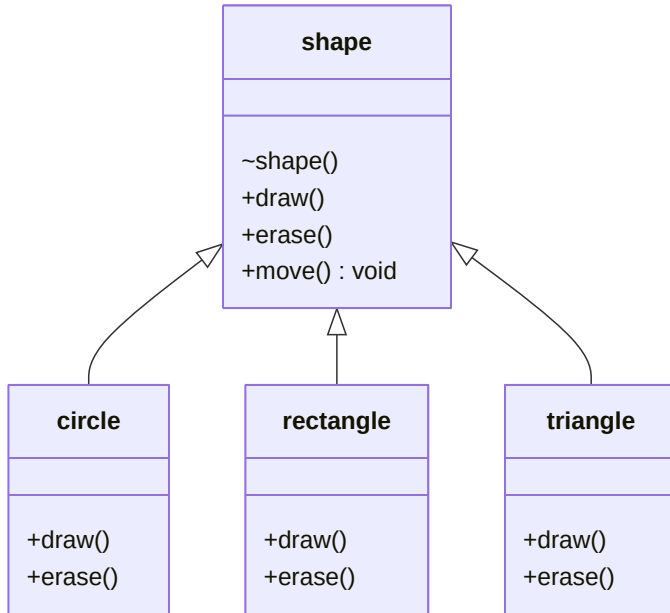 shape
~shape()
+draw()
+erase()
+move() : void
circle
+draw()
+erase()
rectangle
+draw()
+erase()
triangle
+draw()
+erase()